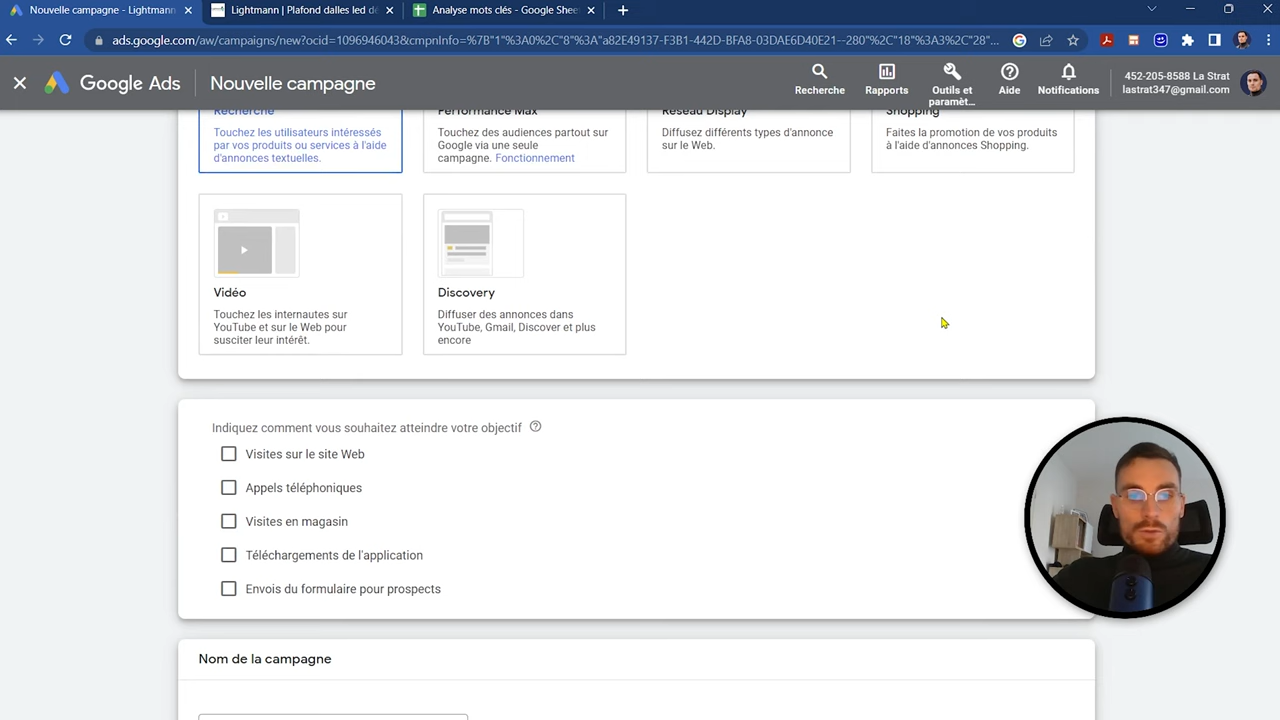 Nouvelle campagne - Lightmann
Lightmann | Plafond dalles led d
Analyse mots clés - Google Shee
ads.google.com/aw/campaigns/new?ocid=1096946043&cmpnInfo=%7B"1"%3A0%2C"8"%3A"a82E49137-F3B1-442D-BFA8-03DAE6D40E21--280"%2C"18"%3A3%2C"28"...
Google Ads
Nouvelle campagne
Recherche
Rapports
Outils et
paramèt...
Aide
Notifications
452-205-8588 La Strat
lastrat347@gmail.com
Recherche
Performance Max
Réseau Display
Shopping
Touchez les utilisateurs intéressés
par vos produits ou services à l'aide
d'annonces textuelles.
Touchez des audiences partout sur
Google via une seule
campagne. Fonctionnement
Diffusez différents types d'annonce
sur le Web.
Faites la promotion de vos produits
à l'aide d'annonces Shopping.
Vidéo
Touchez les internautes sur
YouTube et sur le Web pour
susciter leur intérêt.
Discovery
Diffuser des annonces dans
YouTube, Gmail, Discover et plus
encore
Indiquez comment vous souhaitez atteindre votre objectif
Visites sur le site Web
Appels téléphoniques
Visites en magasin
Téléchargements de l'application
Envois du formulaire pour prospects
Nom de la campagne